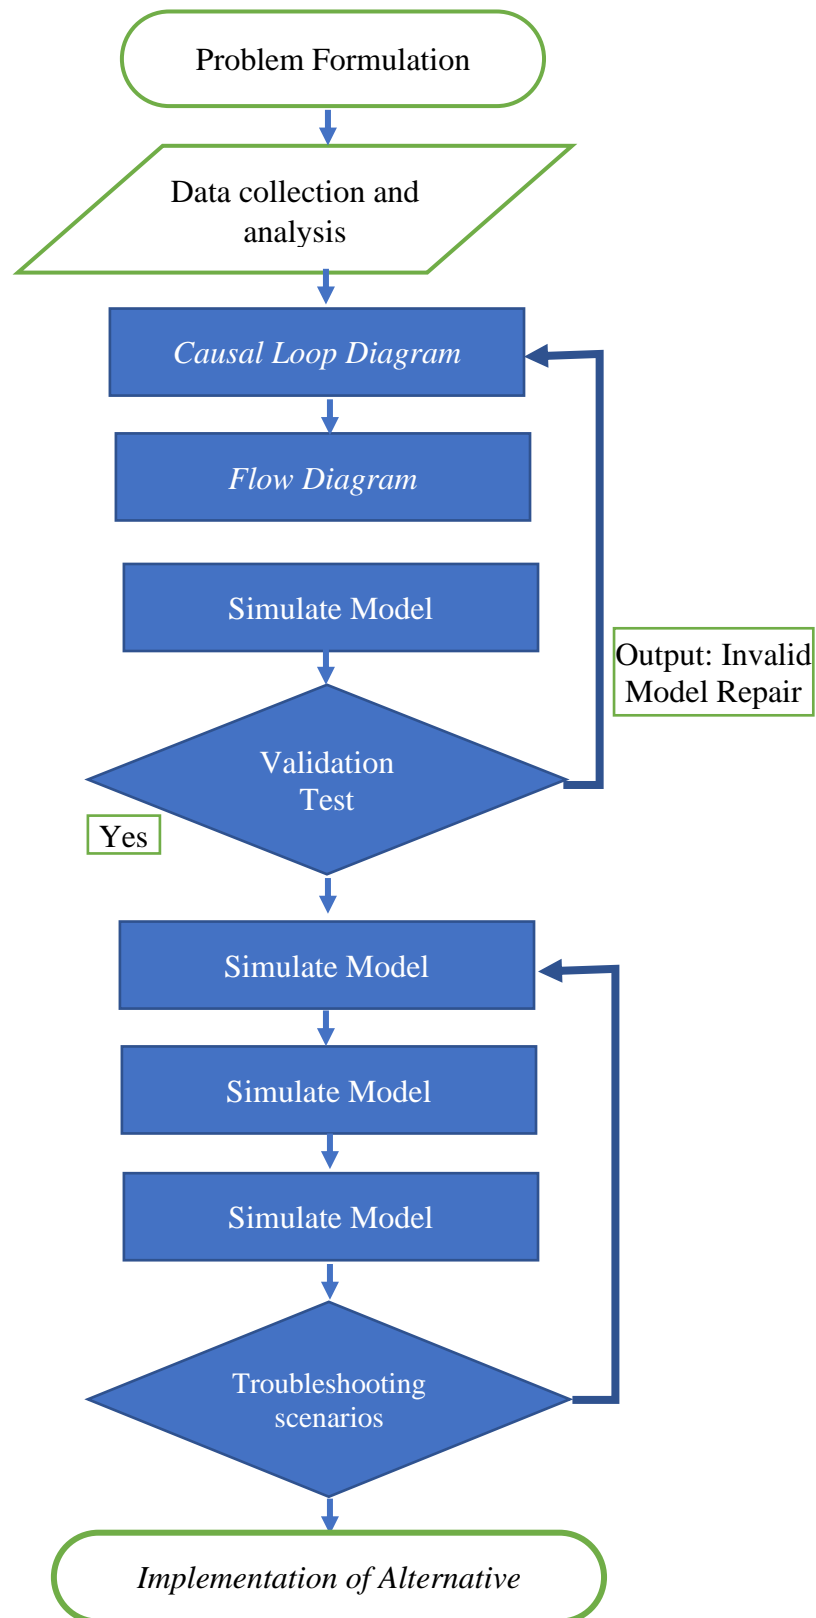 Problem Formulation
Data collection and
analysis
Causal Loop Diagram
Flow Diagram
Simulate Model
Output: Invalid
Model Repair
Validation
Test
Yes
Simulate Model
Simulate Model
Simulate Model
Troubleshooting
scenarios
Implementation of Alternative